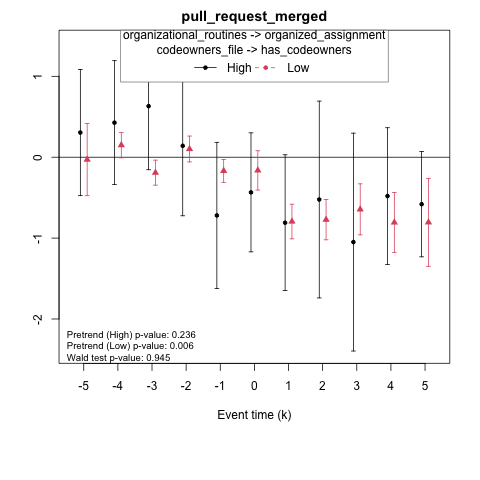 pull_request_merged
organizational_routines -> organized_assignment
codeowners_file -> has_codeowners
High Low
1
0
-1
-2
Pretrend (High) p-value: 0.236
Pretrend (Low) p-value: 0.006
Wald test p-value: 0.945
-5 -4 -3 -2 -1 0 1 2 3 4 5
Event time (k)